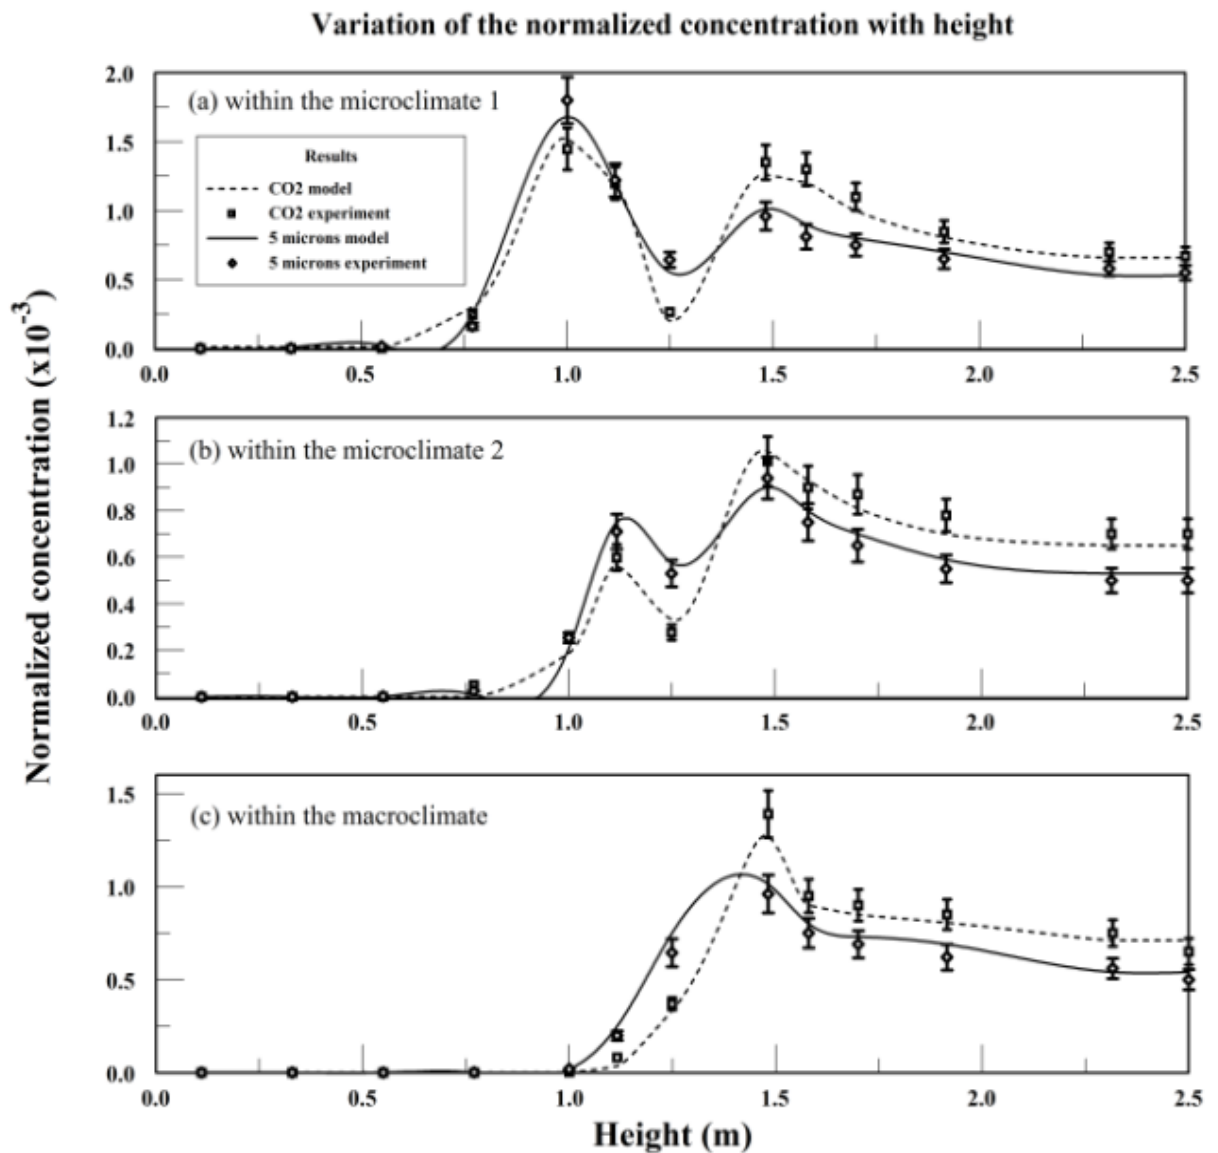 Variation of the normalized concentration with height
Normalized concentration (x10⁻³)
(a) within the microclimate 1
Results
CO2 model
CO2 experiment
5 microns model
5 microns experiment
2.0
1.5
1.0
0.5
0.0
0.0 0.5 1.0 1.5 2.0 2.5
(b) within the microclimate 2
1.2
1.0
0.8
0.6
0.4
0.2
0.0
0.0 0.5 1.0 1.5 2.0 2.5
(c) within the macroclimate
1.5
1.0
0.5
0.0
0.0 0.5 1.0 1.5 2.0 2.5
Height (m)